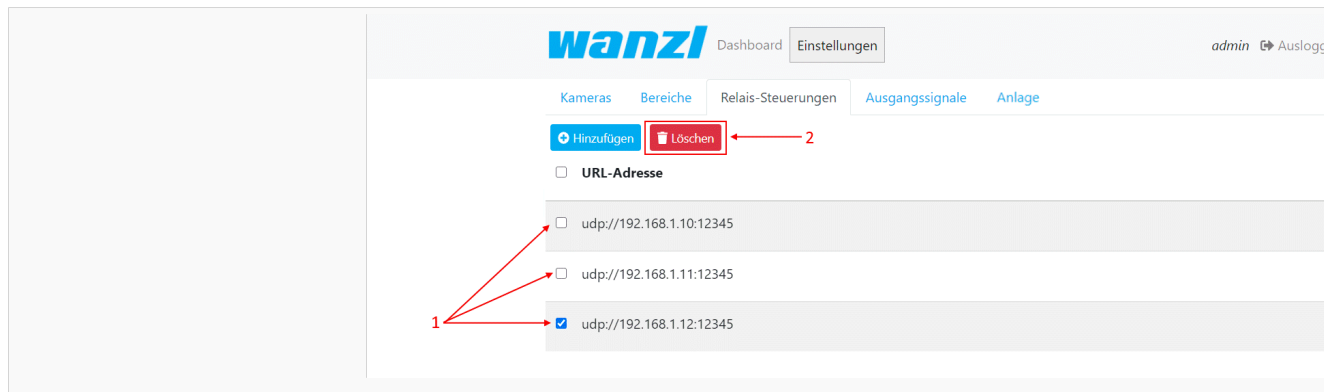 wanzl Dashboard Einstellungen admin Auslogg
Kameras Bereiche Relais-Steuerungen Ausgangssignale Anlage
Hinzufügen Löschen 2
URL-Adresse
udp://192.168.1.10:12345
udp://192.168.1.11:12345
1 udp://192.168.1.12:12345